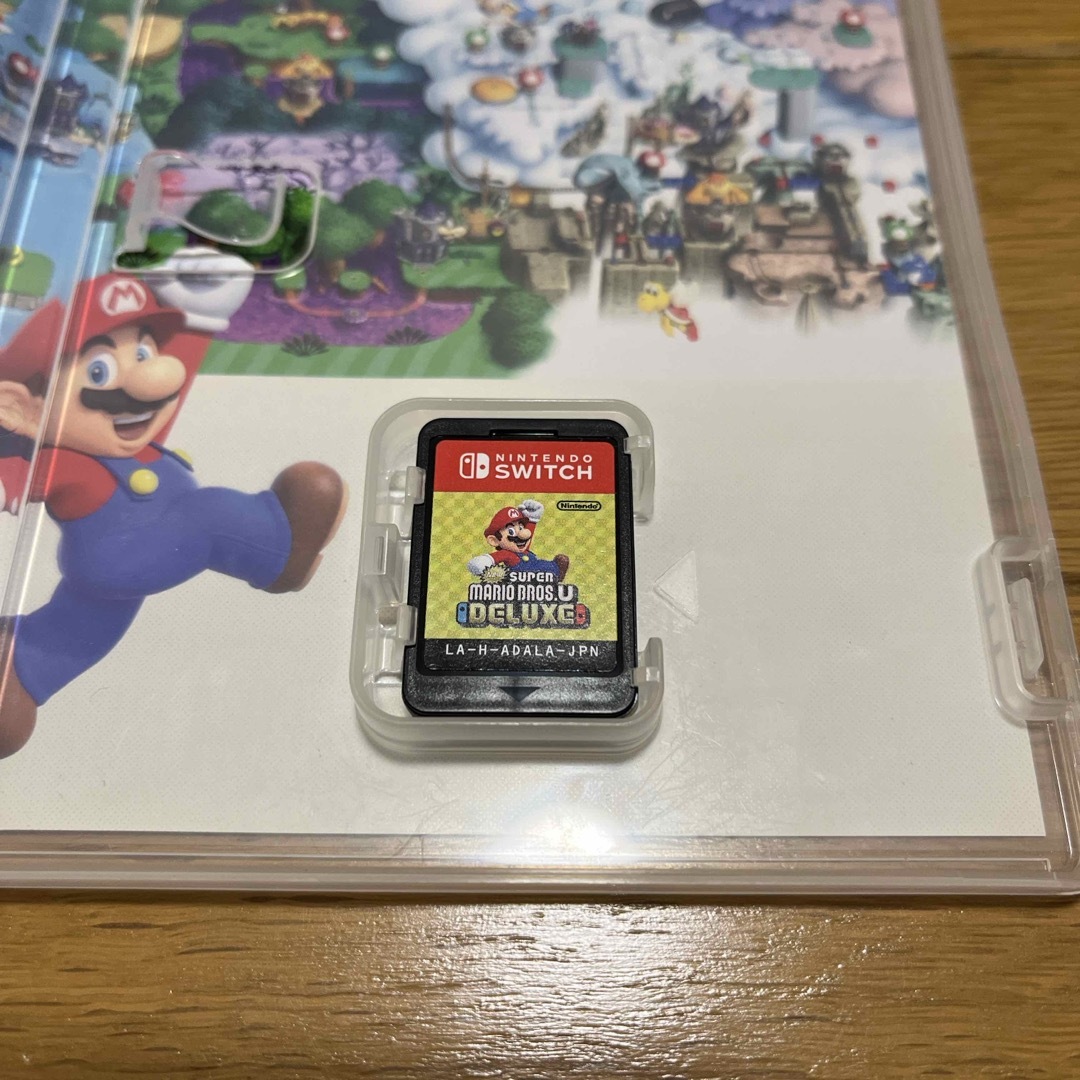 M
NINTENDO
SWITCH
Nintendo
NEW
SUPER
MARIO BROS. U
DELUXE
LA-H-ADALA-JPN